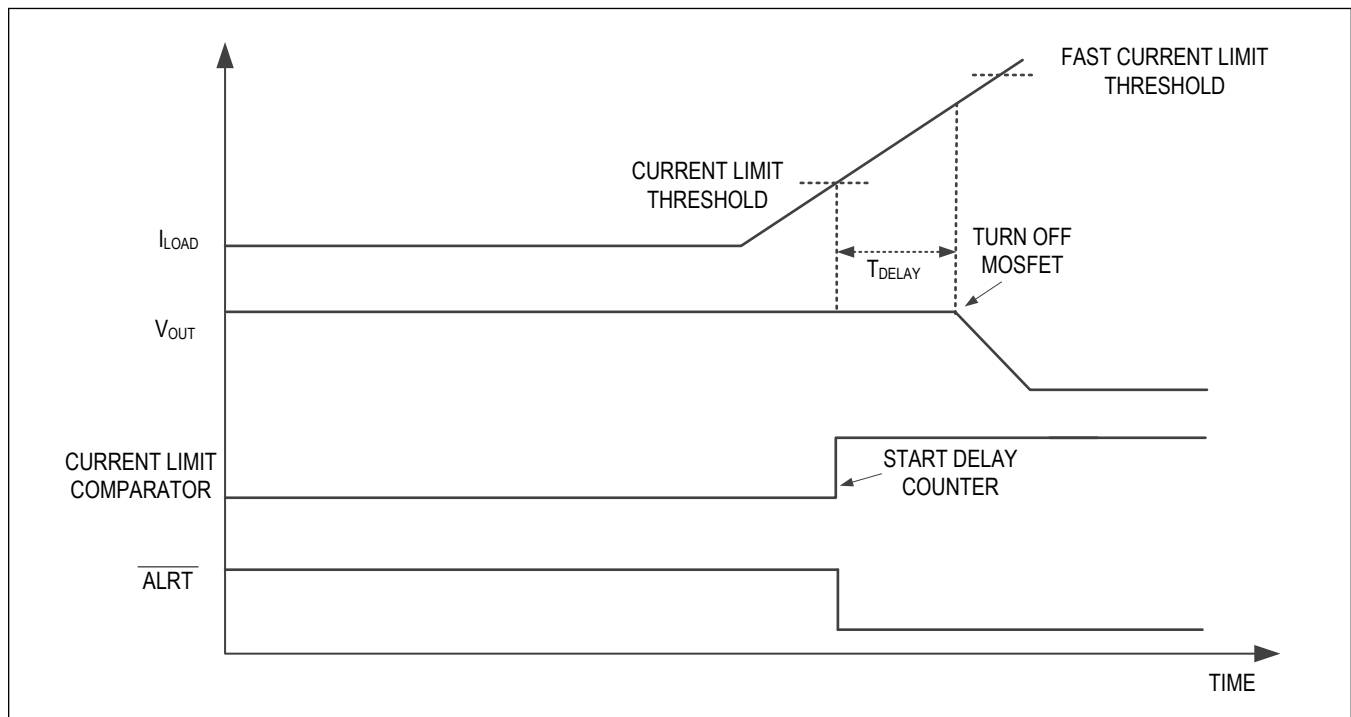 FAST CURRENT LIMIT
THRESHOLD
CURRENT LIMIT
THRESHOLD
ILOAD
TURN OFF
MOSFET
TDELAY
VOUT
CURRENT LIMIT
COMPARATOR
START DELAY
COUNTER
ALRT
TIME